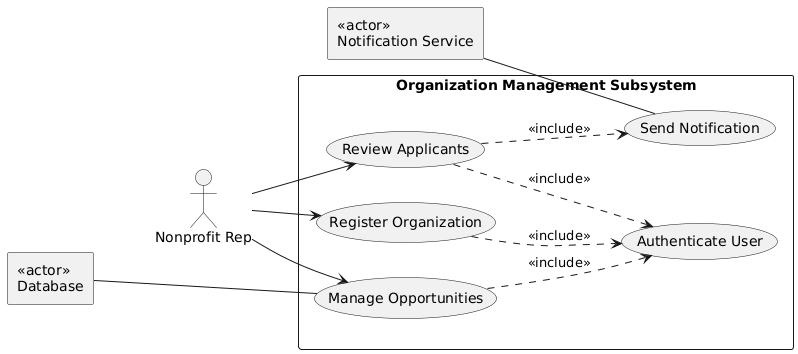 «actor»
Notification Service
Organization Management Subsystem
Send Notification
«include»
Review Applicants
«include»
Nonprofit Rep
Register Organization
«include»
Authenticate User
«include»
«actor»
Database
Manage Opportunities